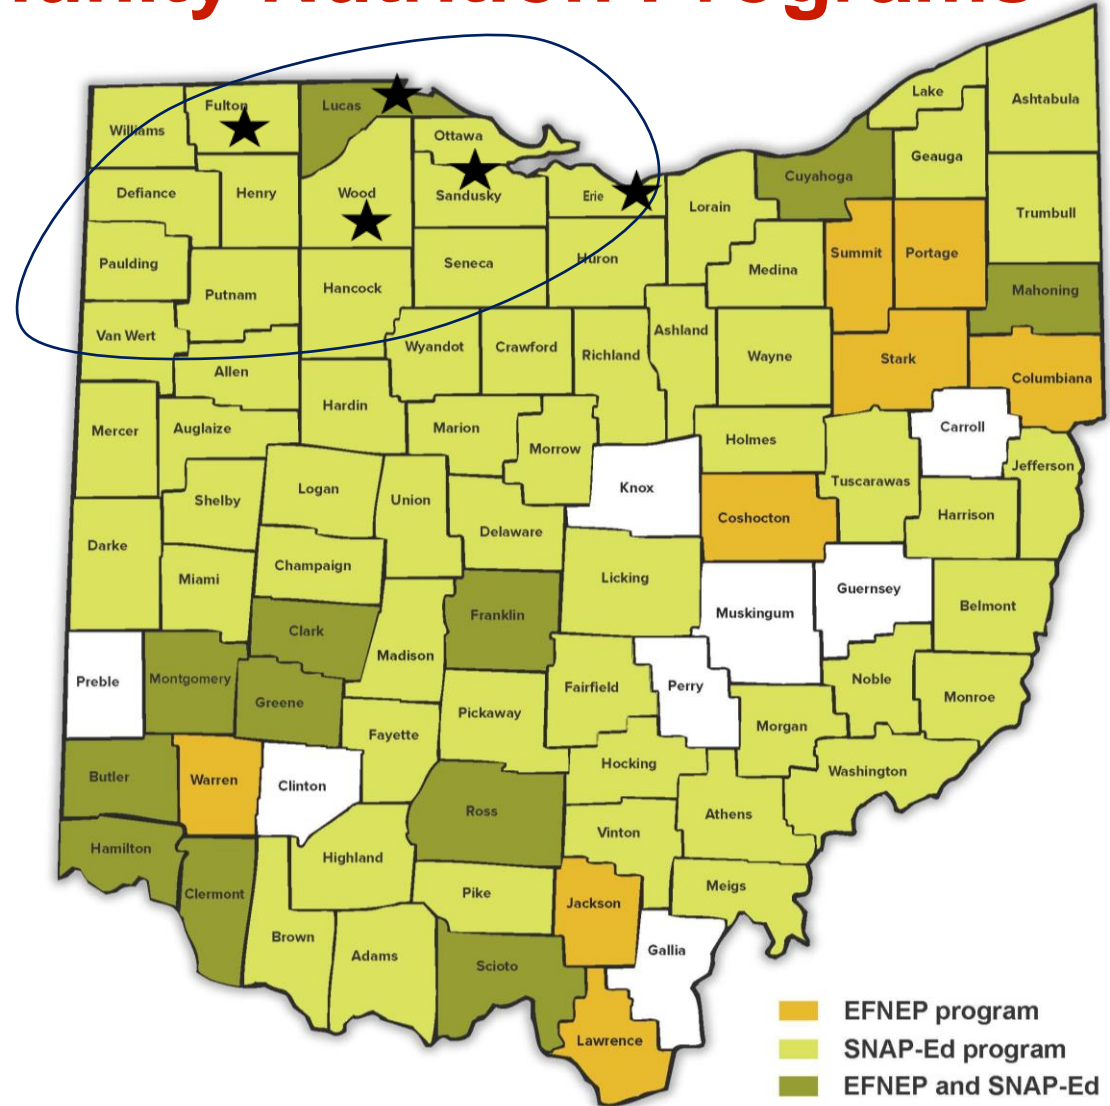 unity Nutrition Programs
Lake
Ashtabula
Fulton
Lucas
Williams
Ottawa
Geauga
Cuyahoga
Defiance
Henry
Wood
Sandusky
Erie
Lorain
Trumbull
Paulding
Seneca
Huron
Medina
Summit
Portage
Putnam
Hancock
Mahoning
Van Wert
Wyandot
Crawford
Richland
Ashland
Wayne
Stark
Allen
Columbiana
Hardin
Mercer
Auglaize
Marion
Morrow
Holmes
Carroll
Jefferson
Tuscarawas
Shelby
Logan
Union
Knox
Coshocton
Harrison
Darke
Delaware
Miami
Champaign
Licking
Guernsey
Belmont
Muskingum
Franklin
Clark
Madison
Preble
Montgomery
Greene
Fairfield
Perry
Noble
Monroe
Pickaway
Morgan
Fayette
Butler
Warren
Clinton
Hocking
Washington
Ross
Athens
Vinton
Hamilton
Highland
Clermont
Pike
Jackson
Meigs
Brown
Adams
Scioto
Gallia
Lawrence
EFNEP program
SNAP-Ed program
EFNEP and SNAP-Ed